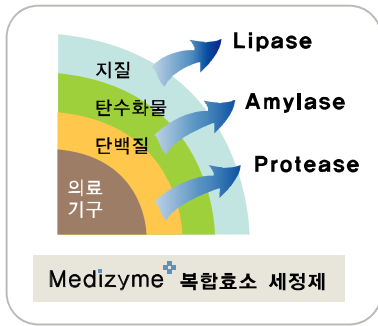 지질
Lipase
탄수화물
Amylase
단백질
Protease
의료
기구
Medizyme 복합효소 세정제